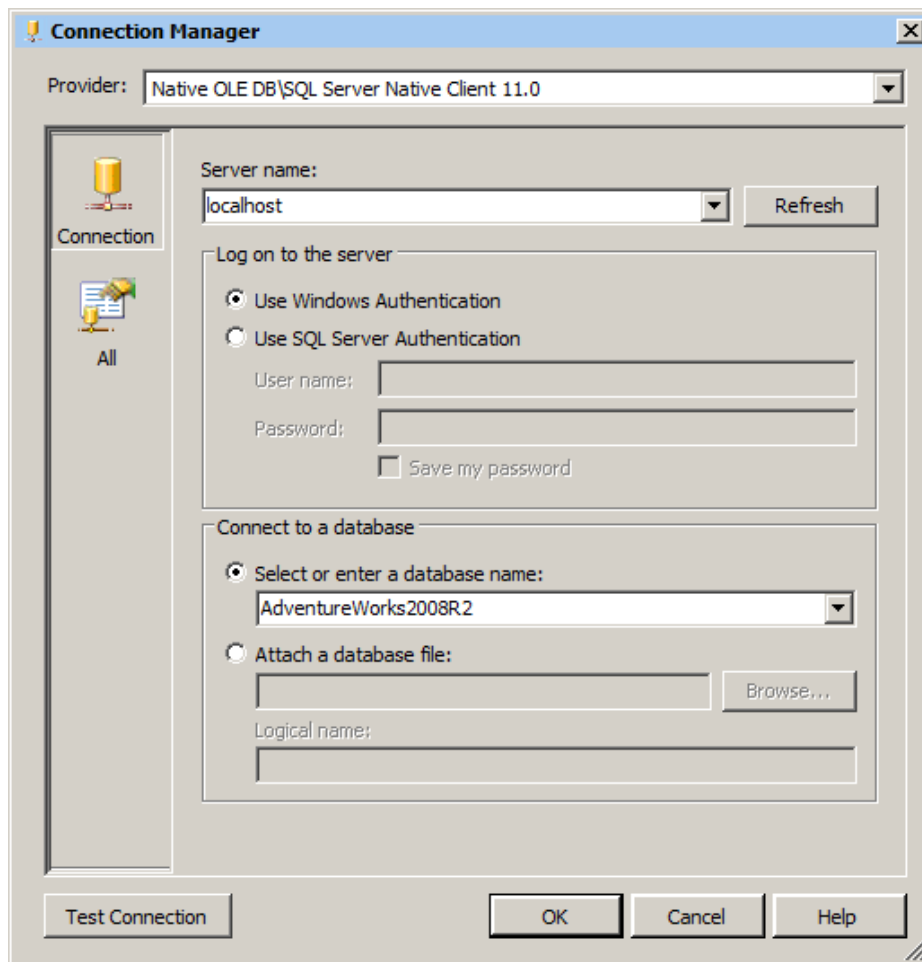 Connection Manager
Provider: Native OLE DB\SQL Server Native Client 11.0
Connection
All
Server name:
localhost Refresh
Log on to the server
Use Windows Authentication
Use SQL Server Authentication
User name:
Password:
Save my password
Connect to a database
Select or enter a database name:
AdventureWorks2008R2
Attach a database file:
Browse...
Logical name:
Test Connection OK Cancel Help